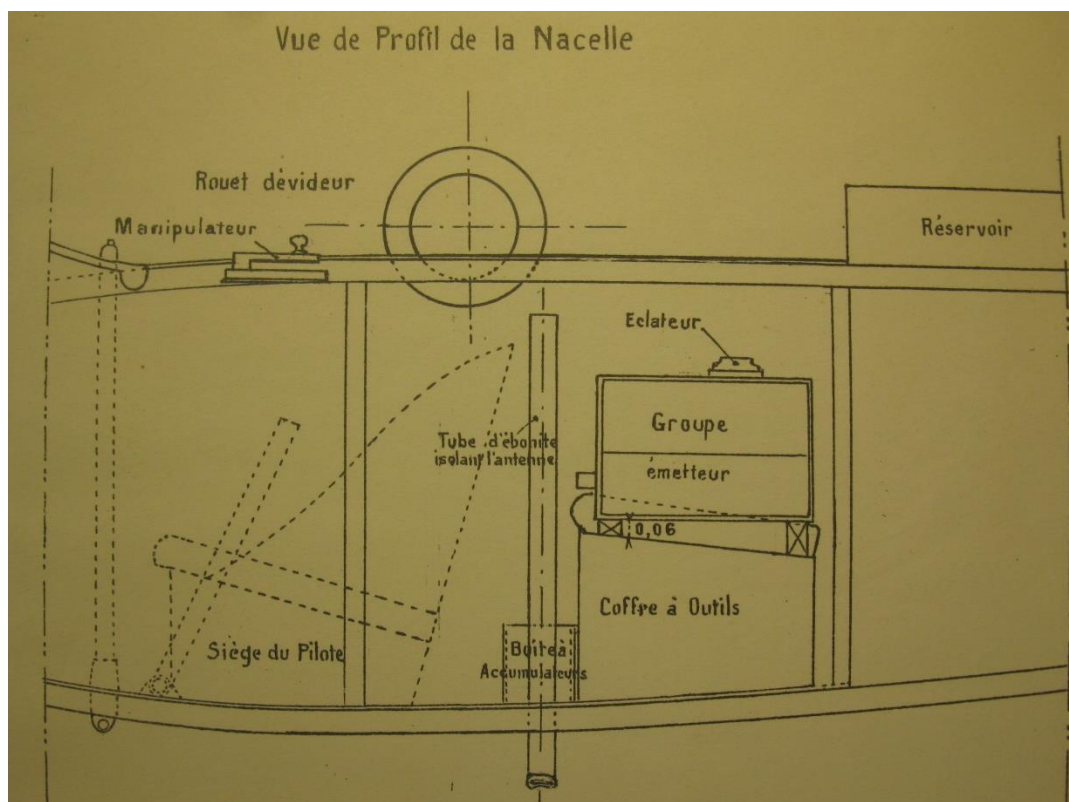 Vue de Profil de la Nacelle
Rouet dévideur
Manipulateur
Réservoir
Eclateur
Groupe
émetteur
Tube d'ébonite
isolant l'antenne
0,06
Coffre à Outils
Siège du Pilote
Boîte à
Accumulateurs